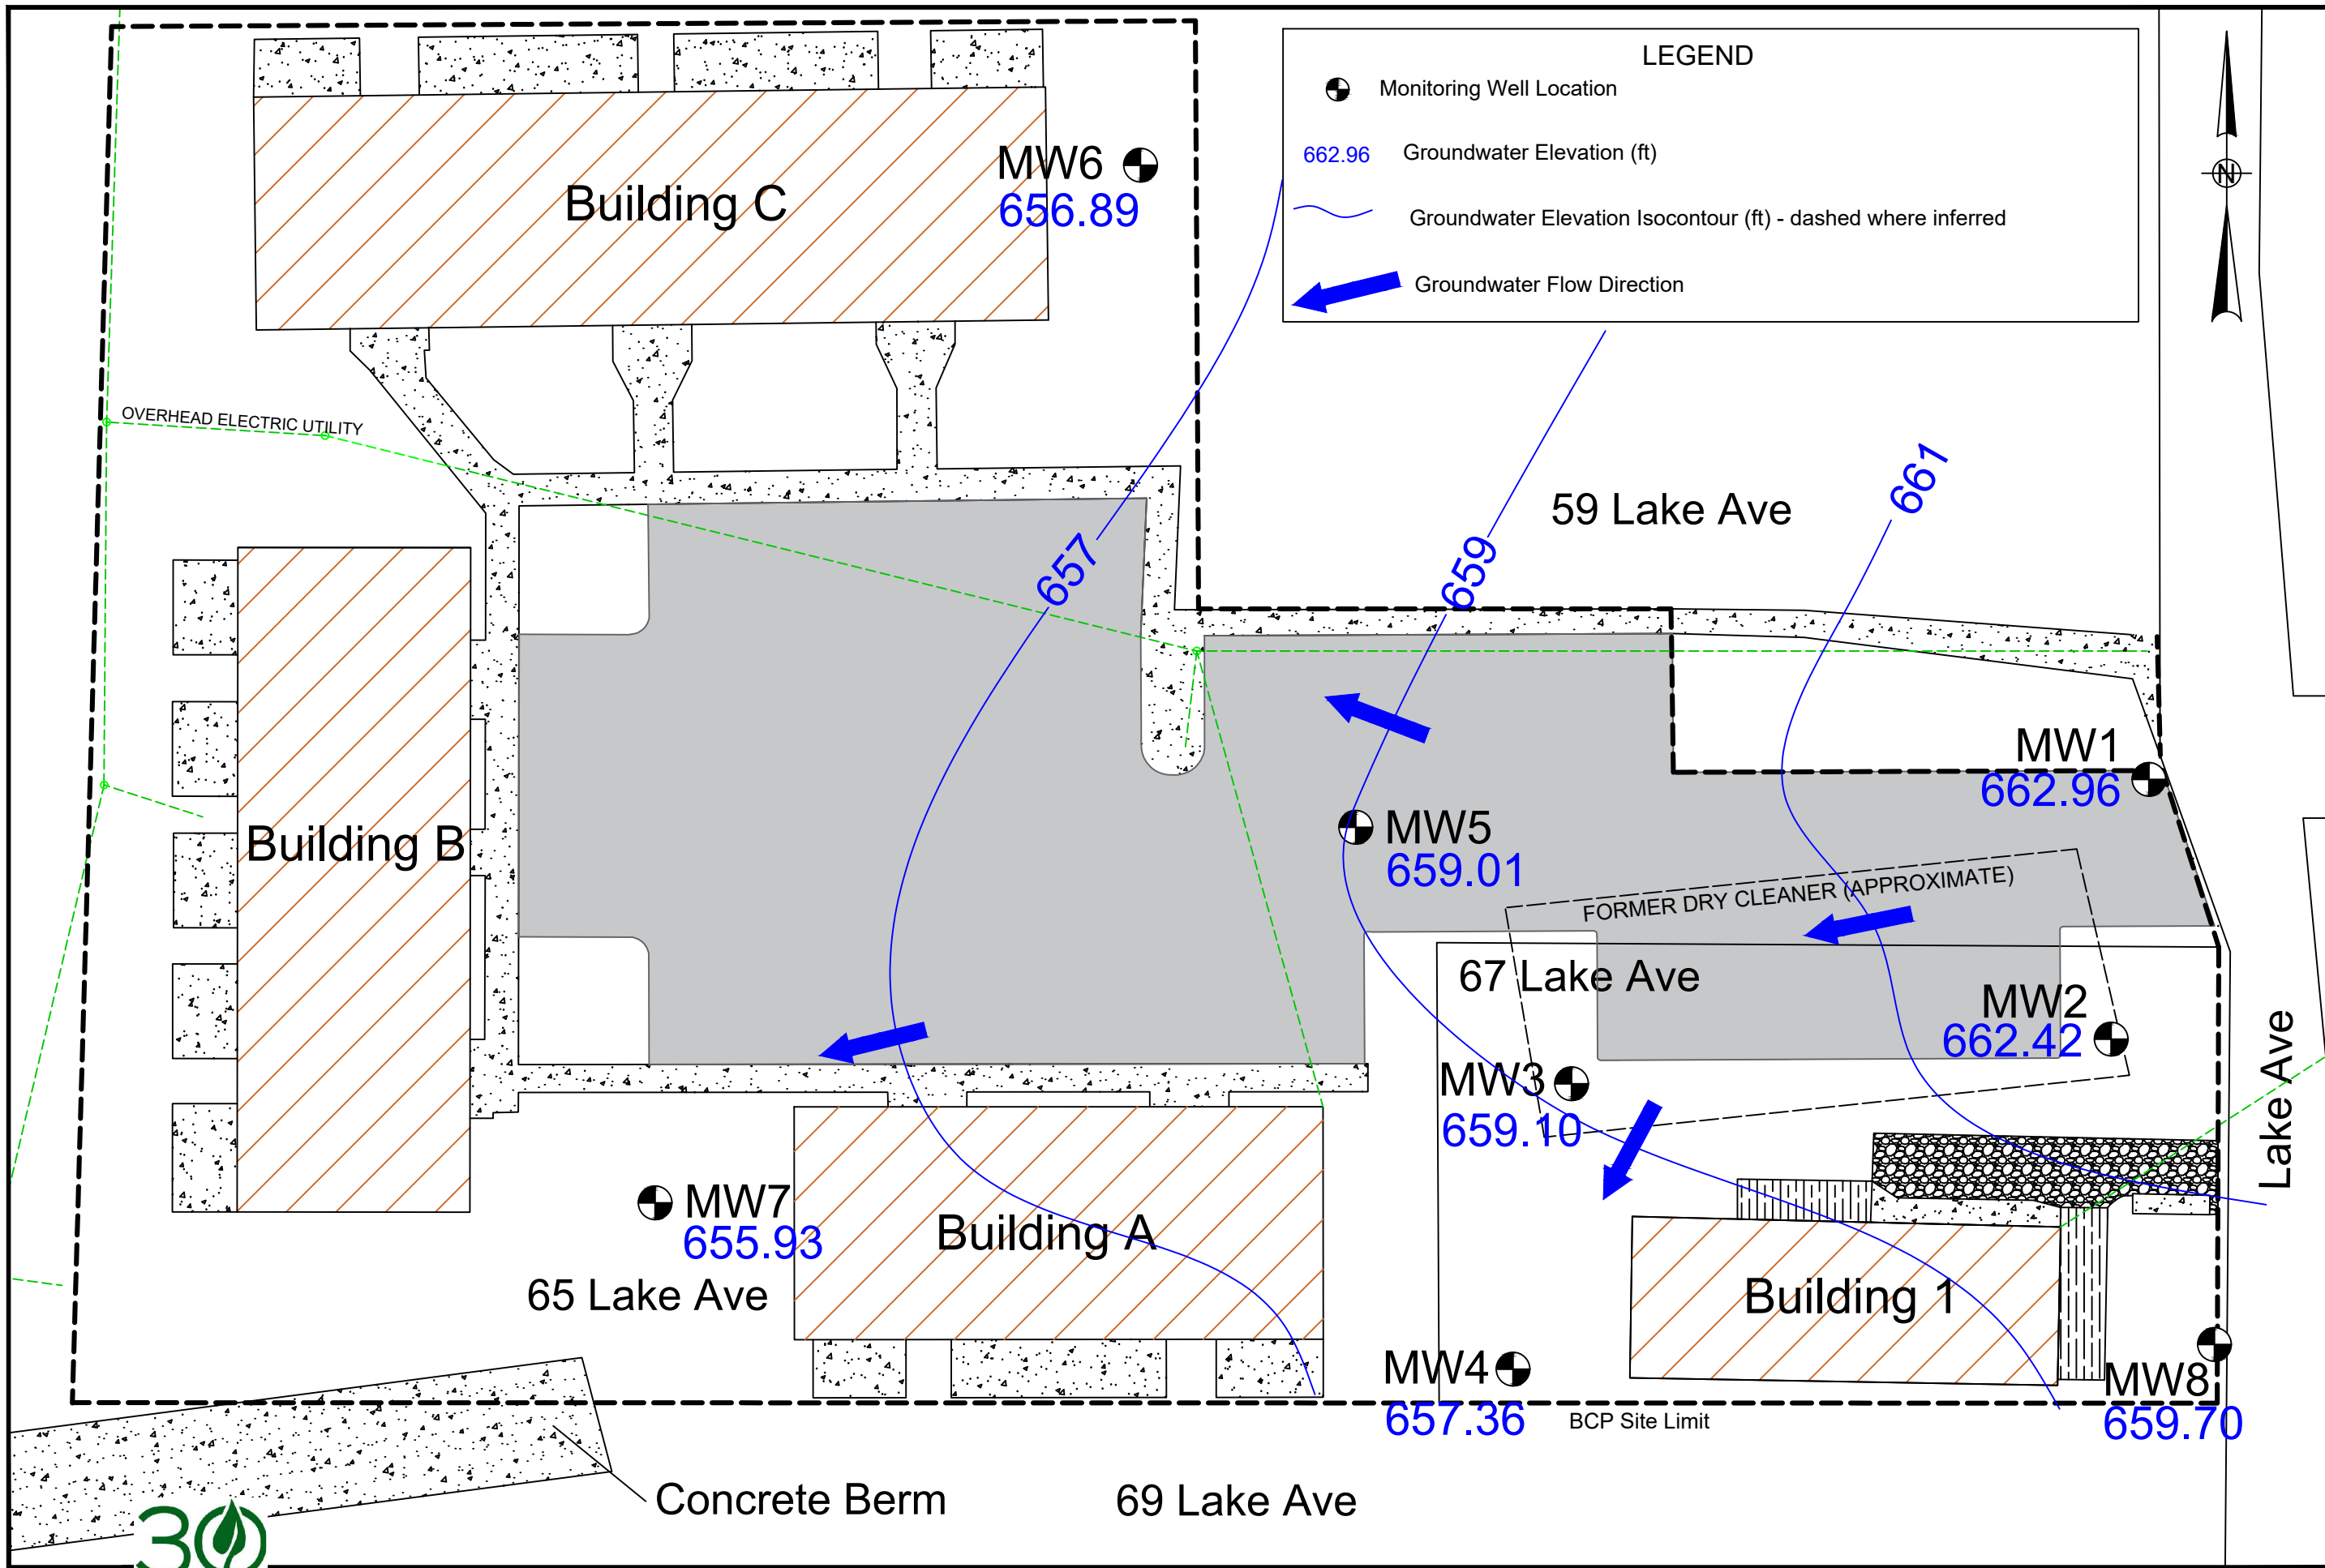 LEGEND
Monitoring Well Location
662.96 Groundwater Elevation (ft)
Groundwater Elevation Isocontour (ft) - dashed where inferred
Groundwater Flow Direction
N
MW6
656.89
Building C
OVERHEAD ELECTRIC UTILITY
657
659
661
59 Lake Ave
MW1
662.96
MW5
659.01
Building B
FORMER DRY CLEANER (APPROXIMATE)
67 Lake Ave
MW2
662.42
Lake Ave
MW3
659.10
MW7
655.93
Building A
65 Lake Ave
Building 1
MW4
657.36
BCP Site Limit
MW8
659.70
Concrete Berm
69 Lake Ave
30